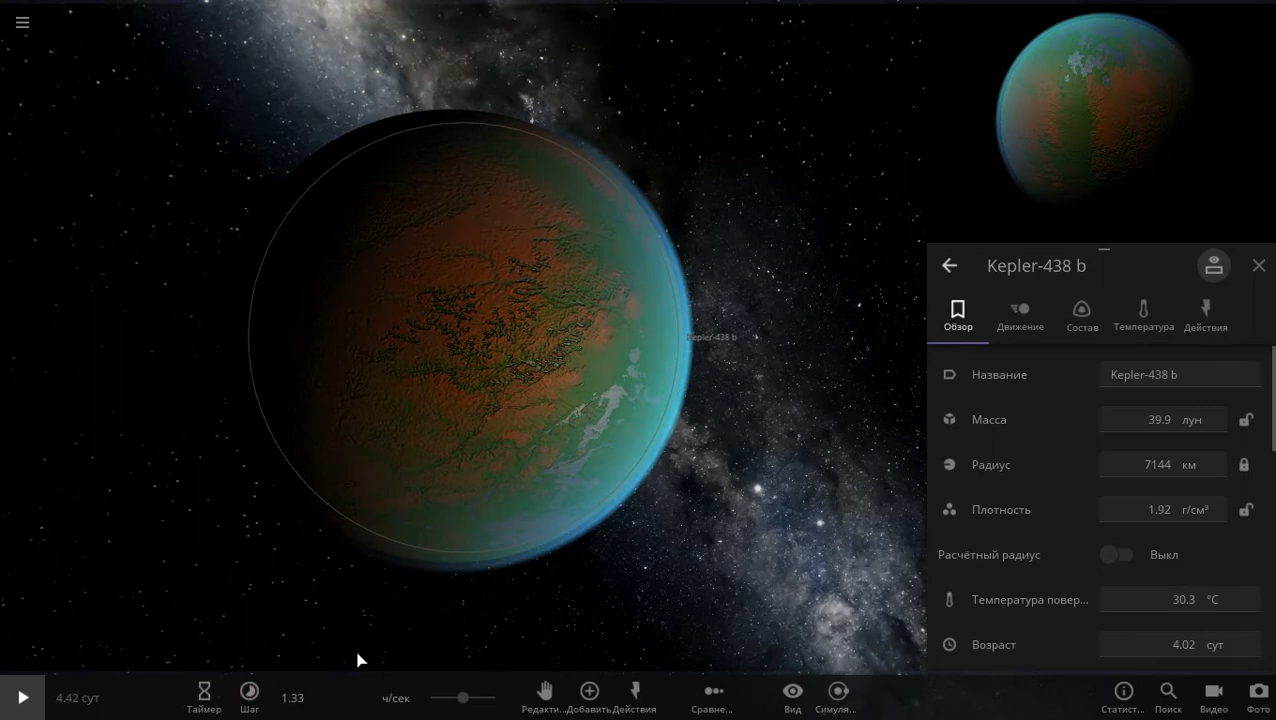 Kepler-438 b
Обзор
Движение
Состав
Температура
Действия
Kepler-438 b
Название
Kepler-438 b
Масса
39.9 лун
Радиус
7144 км
Плотность
1.92 г/см³
Расчётный радиус
Выкл
Температура повер...
30.3 °C
Возраст
4.02 сут
4.42 сут
Таймер
Шаг
1.33
ч/сек
Редакти...
Добавить
Действия
Сравне...
Вид
Симуля...
Статист...
Поиск
Видео
Фото